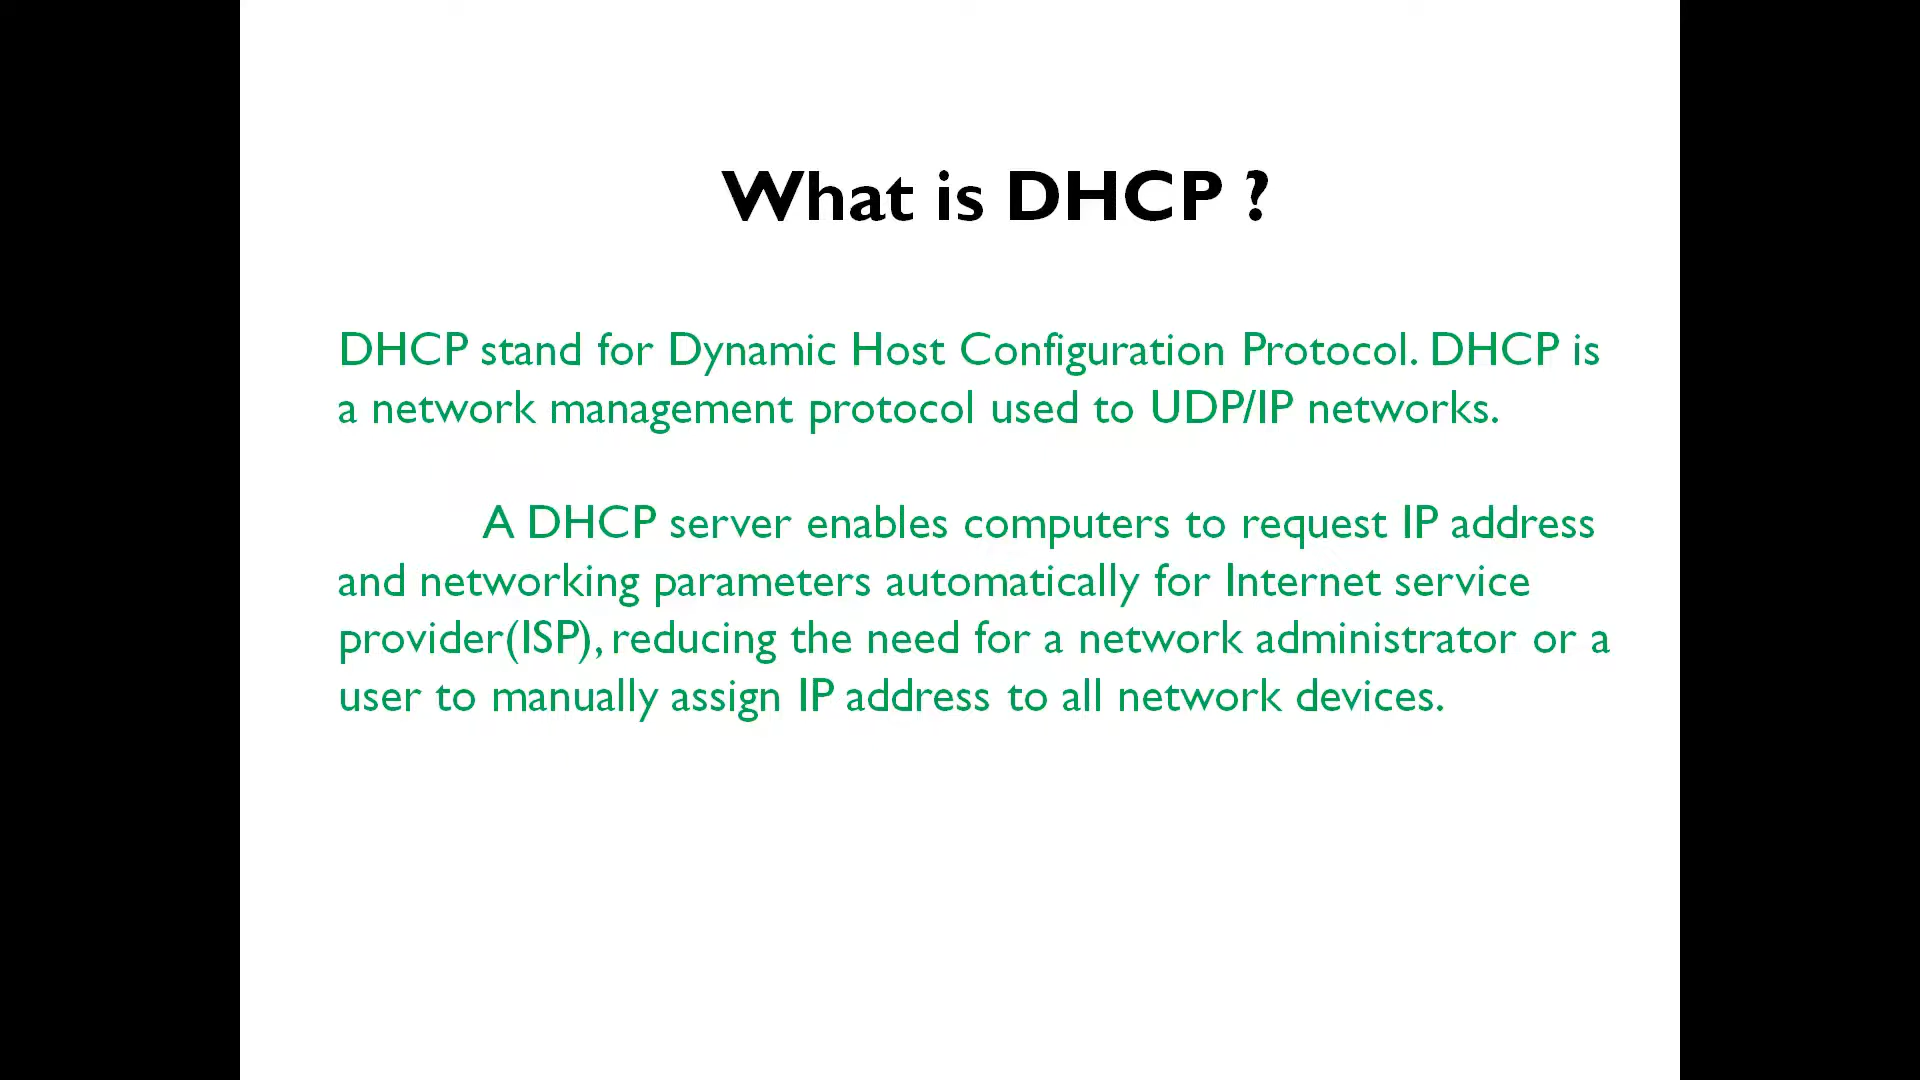 What is DHCP ?
DHCP stand for Dynamic Host Configuration Protocol. DHCP is
a network management protocol used to UDP/IP networks.
A DHCP server enables computers to request IP address
and networking parameters automatically for Internet service
provider(ISP), reducing the need for a network administrator or a
user to manually assign IP address to all network devices.